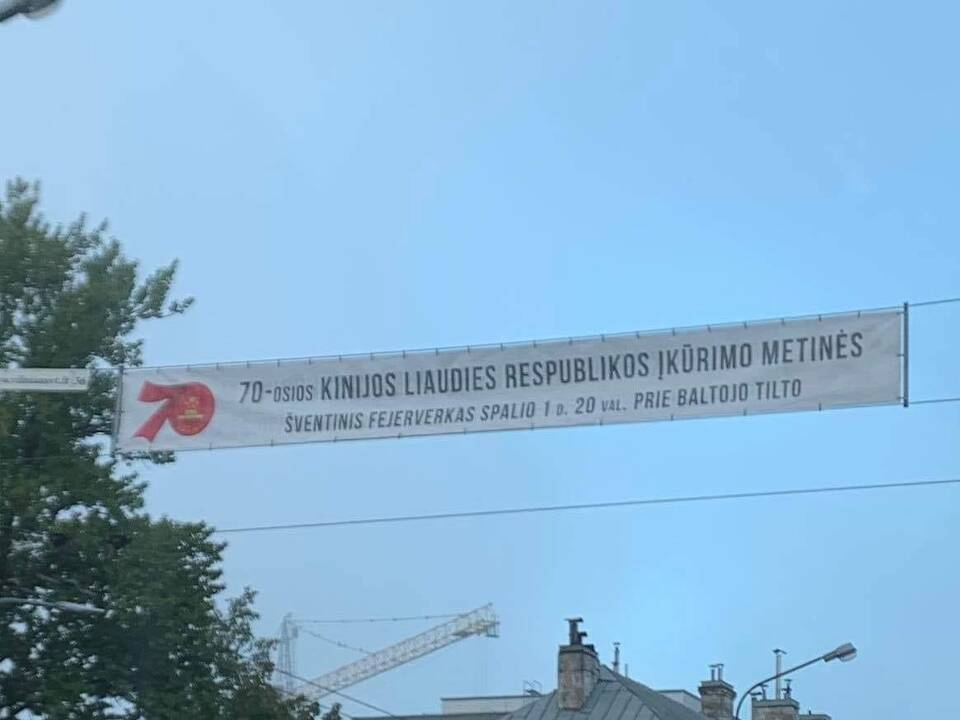 70
70-OSIOS KINIJOS LIAUDIES RESPUBLIKOS ĮKŪRIMO METINĖS
ŠVENTINIS FEJERVERKAS SPALIO 1 D. 20 VAL. PRIE BALTOJO TILTO